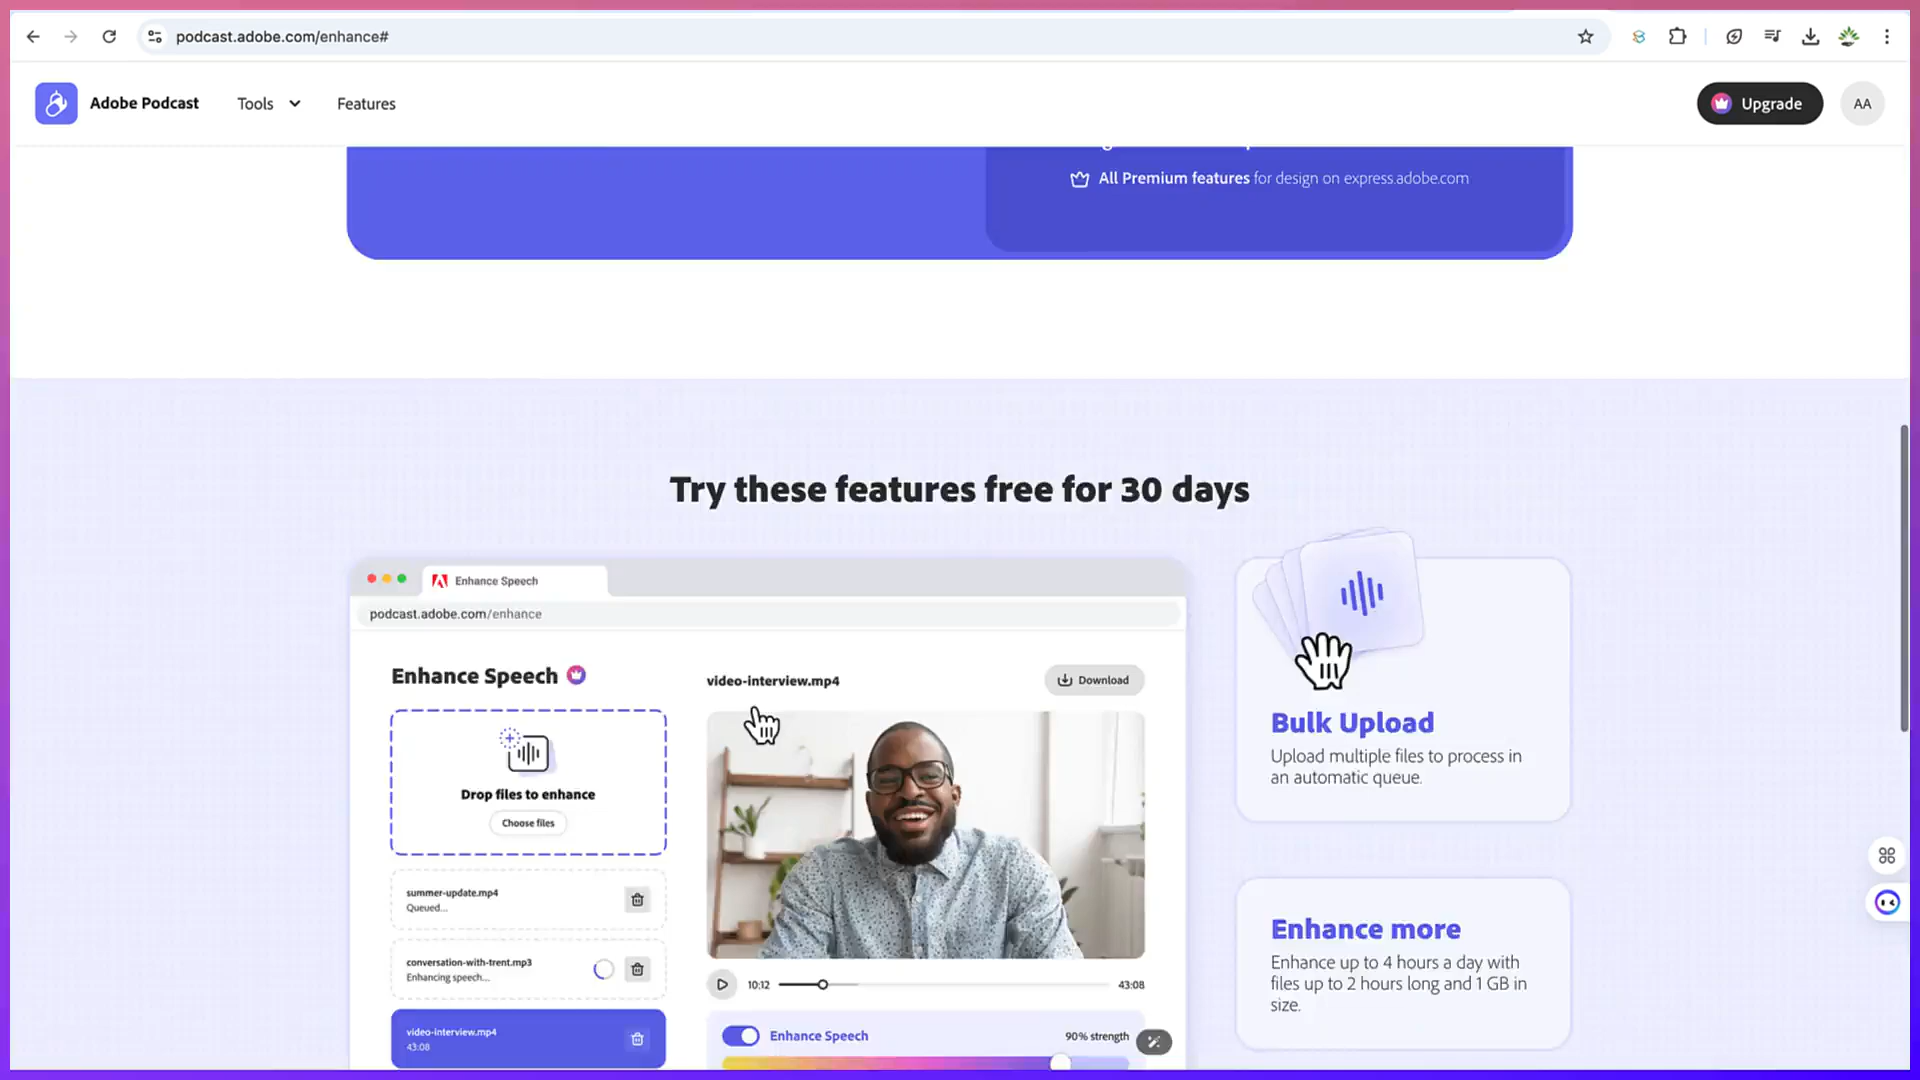 podcast.adobe.com/enhance#
Adobe Podcast
Tools
Features
Upgrade
AA
All Premium features for design on express.adobe.com
Try these features free for 30 days
Enhance Speech
podcast.adobe.com/enhance
Enhance Speech
Drop files to enhance
Choose files
summer-update.mp4
Queued...
conversation-with-trent.mp3
Enhancing speech...
video-interview.mp4
43:08
video-interview.mp4
Download
10:12
43:08
Enhance Speech
90% strength
Bulk Upload
Upload multiple files to process in
an automatic queue.
Enhance more
Enhance up to 4 hours a day with
files up to 2 hours long and 1 GB in
size.